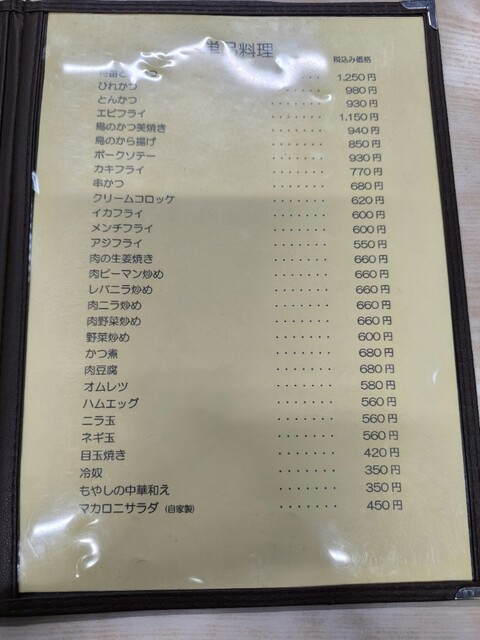 単品料理
税込み価格
特製とんかつ ・・・・・・ 1,250円
ひれかつ ・・・・・・・ 980円
とんかつ ・・・・・・・ 930円
エビフライ ・・・・・・・ 1,150円
鳥のかつ美焼き ・・・・・・・ 940円
鳥のから揚げ ・・・・・・・ 850円
ポークソテー ・・・・・・・ 930円
カキフライ ・・・・・・・ 770円
串かつ ・・・・・・・ 680円
クリームコロッケ ・・・・・・・ 620円
イカフライ ・・・・・・・ 600円
メンチフライ ・・・・・・・ 600円
アジフライ ・・・・・・・ 550円
肉の生姜焼き ・・・・・・・ 660円
肉ピーマン炒め ・・・・・・・ 660円
レバニラ炒め ・・・・・・・ 660円
肉ニラ炒め ・・・・・・・ 660円
肉野菜炒め ・・・・・・・ 660円
野菜炒め ・・・・・・・ 600円
かつ煮 ・・・・・・・ 680円
肉豆腐 ・・・・・・・ 680円
オムレツ ・・・・・・・ 580円
ハムエッグ ・・・・・・・ 560円
ニラ玉 ・・・・・・・ 560円
ネギ玉 ・・・・・・・ 560円
目玉焼き ・・・・・・・ 420円
冷奴 ・・・・・・・ 350円
もやしの中華和え ・・・・・・・ 350円
マカロニサラダ (自家製) ・・・・・・・ 450円